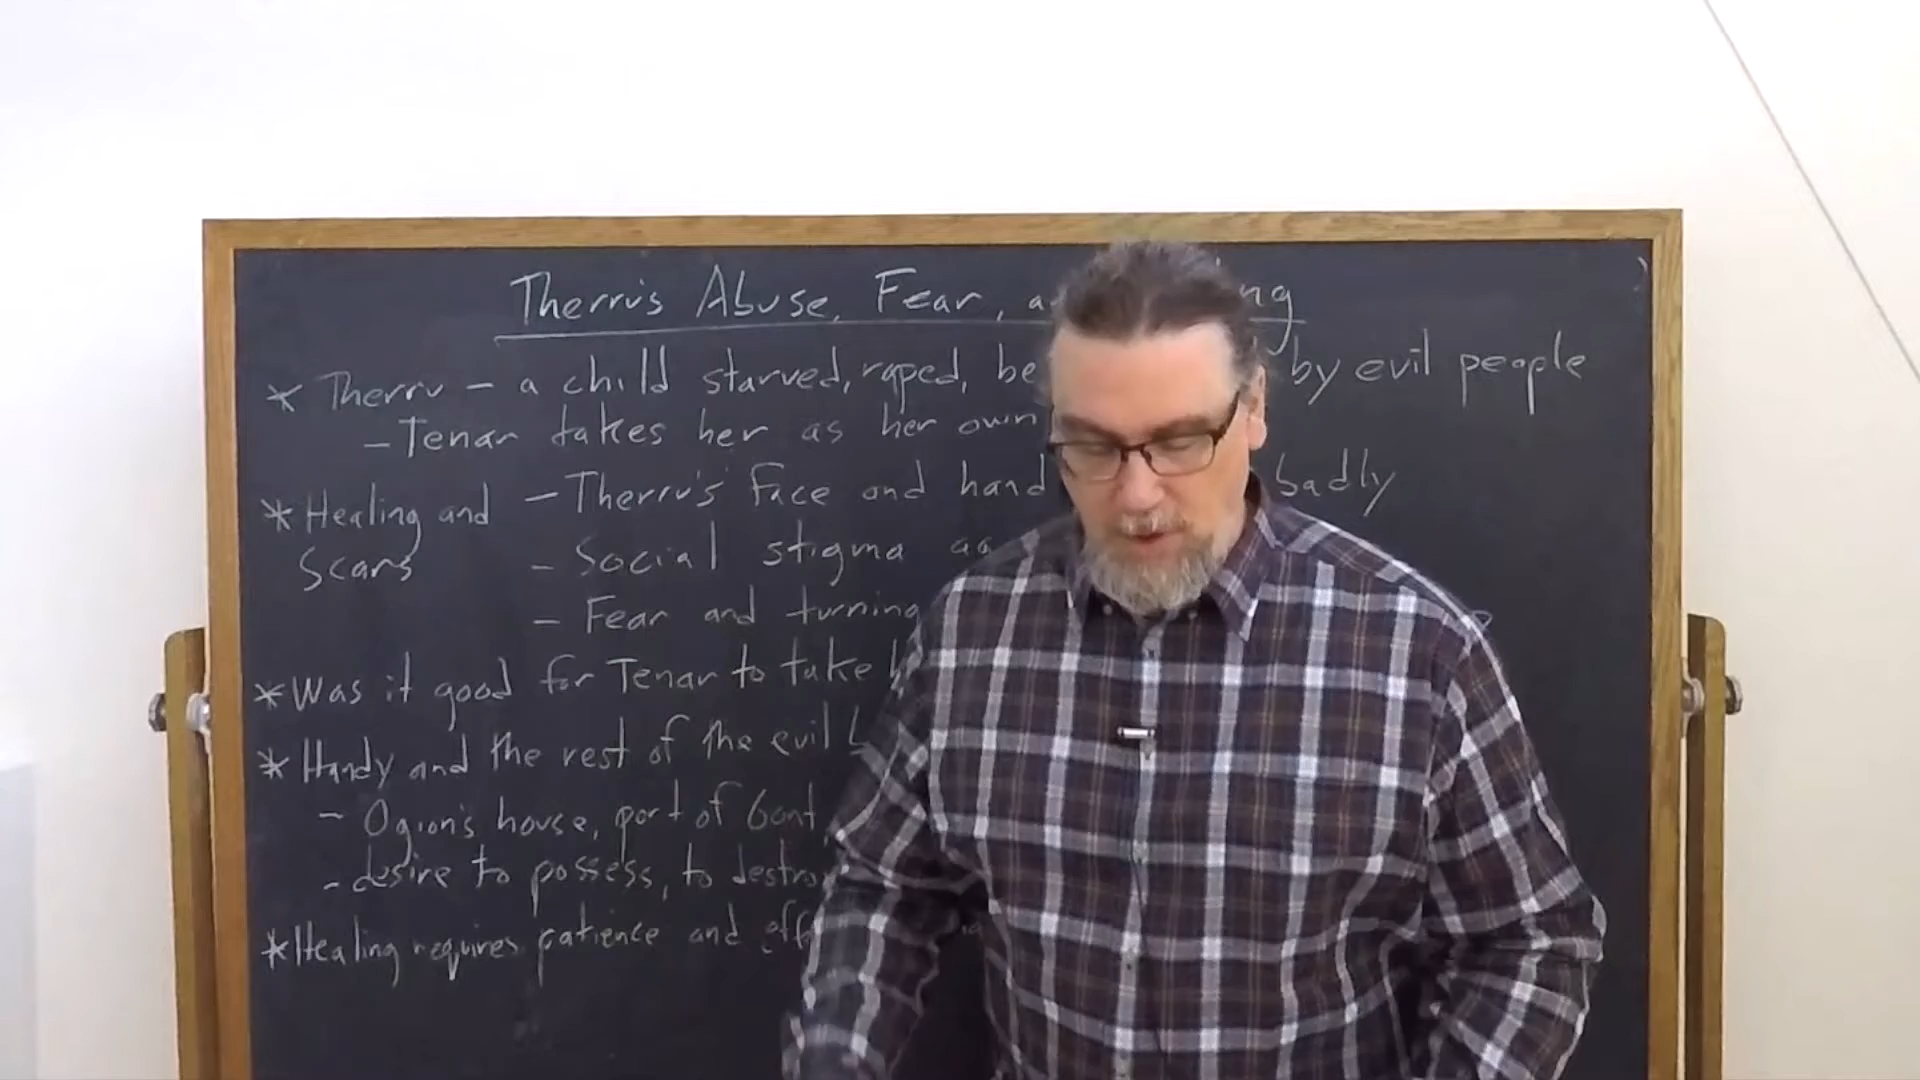 Therru's Abuse, Fear, a ng
* Therru – a child starved, raped, be by evil people
– Tenar takes her as her own
* Healing and – Therru's face and hand badly
Scars – Social stigma
– Fear and turning
* Was it good for Tenar to take
* Handy and the rest of the evil
– Ogion's house, port of Gont
– desire to possess, to destroy
* Healing requires patience and effo